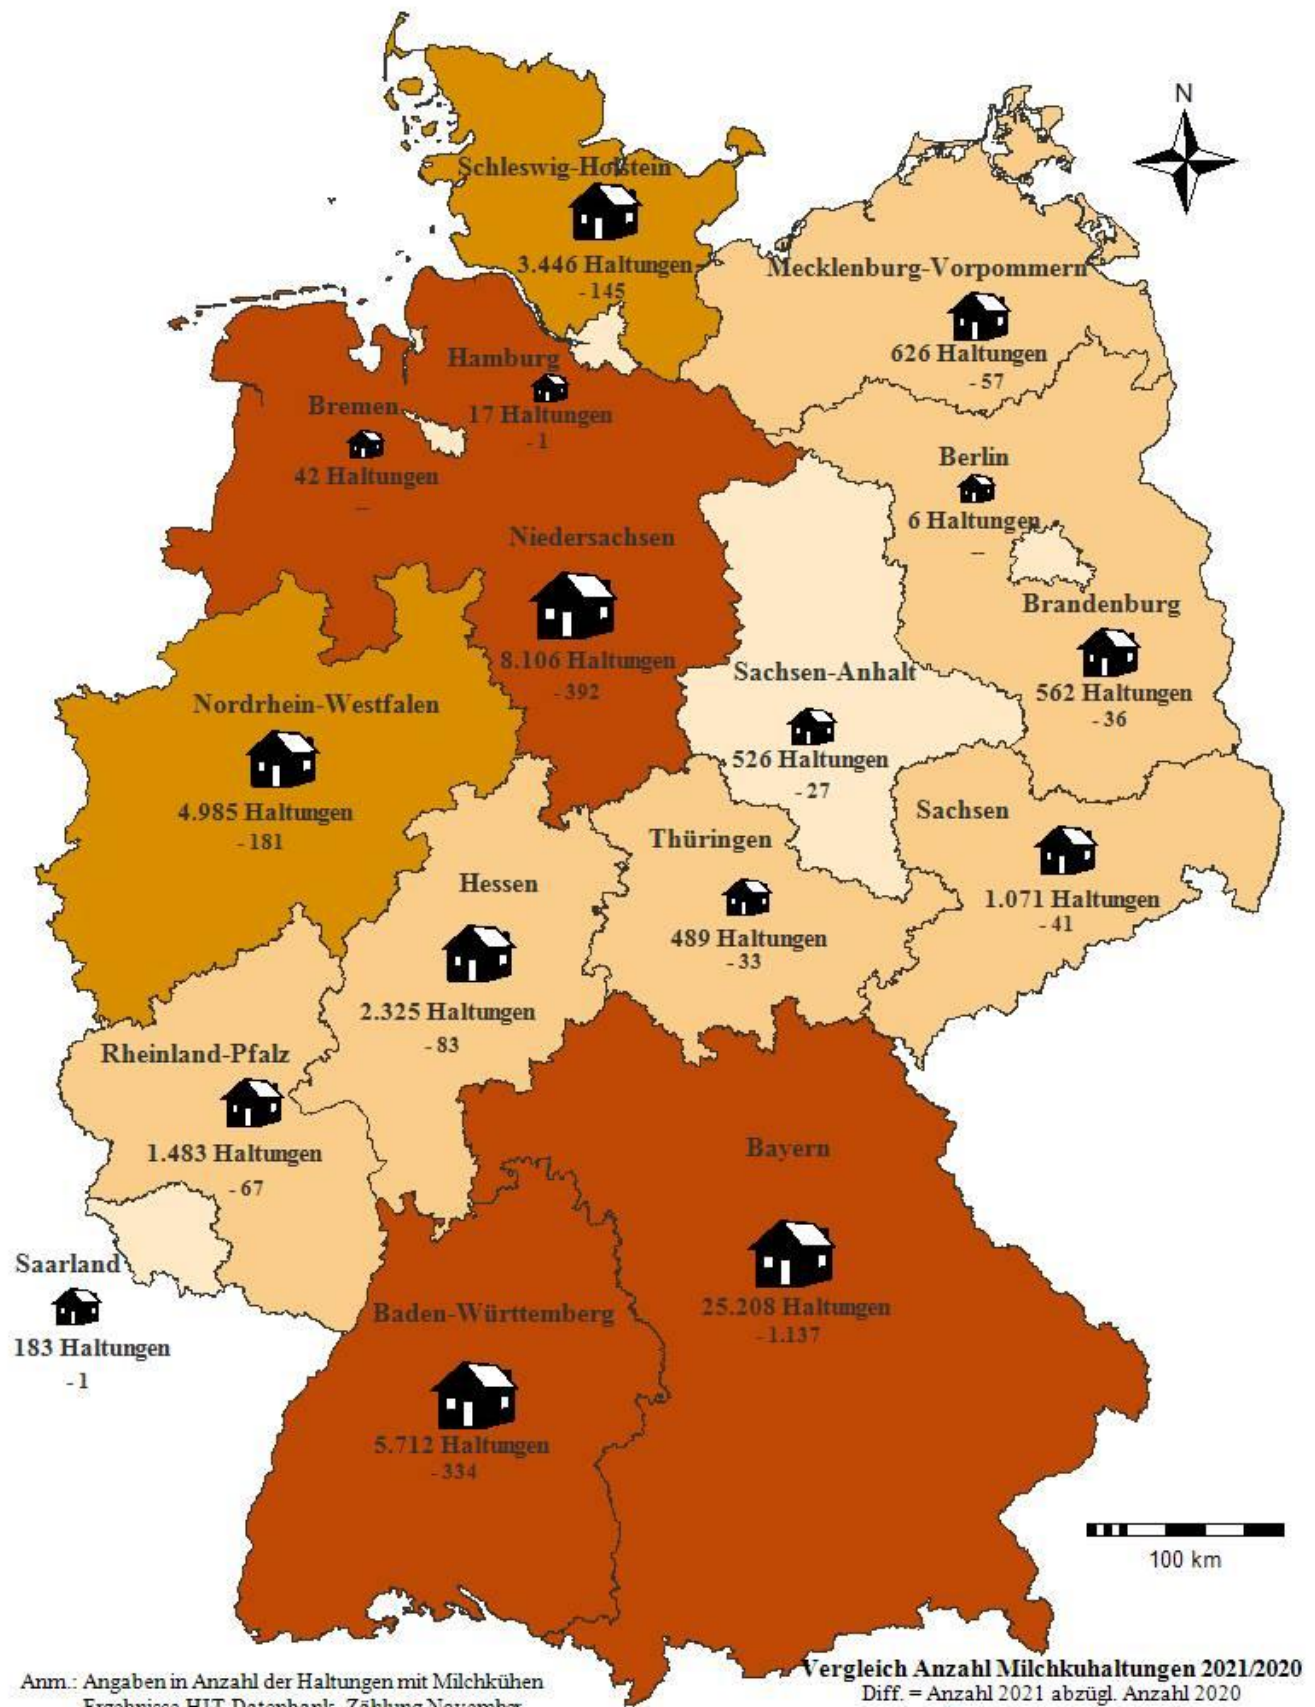 N
Schleswig-Holstein
3.446 Haltungen
- 145
Mecklenburg-Vorpommern
626 Haltungen
- 57
Hamburg
17 Haltungen
- 1
Bremen
42 Haltungen
--
Berlin
6 Haltungen
--
Niedersachsen
8.106 Haltungen
- 392
Brandenburg
562 Haltungen
- 36
Sachsen-Anhalt
526 Haltungen
- 27
Nordrhein-Westfalen
4.985 Haltungen
- 181
Sachsen
1.071 Haltungen
- 41
Thüringen
489 Haltungen
- 33
Hessen
2.325 Haltungen
- 83
Rheinland-Pfalz
1.483 Haltungen
- 67
Bayern
25.208 Haltungen
- 1.137
Saarland
183 Haltungen
- 1
Baden-Württemberg
5.712 Haltungen
- 334
100 km
Anm.: Angaben in Anzahl der Haltungen mit Milchkühen
Ergebnisse HIT-Datenbank, Zählung November
Vergleich Anzahl Milchkuhaltungen 2021/2020
Diff. = Anzahl 2021 abzügl. Anzahl 2020